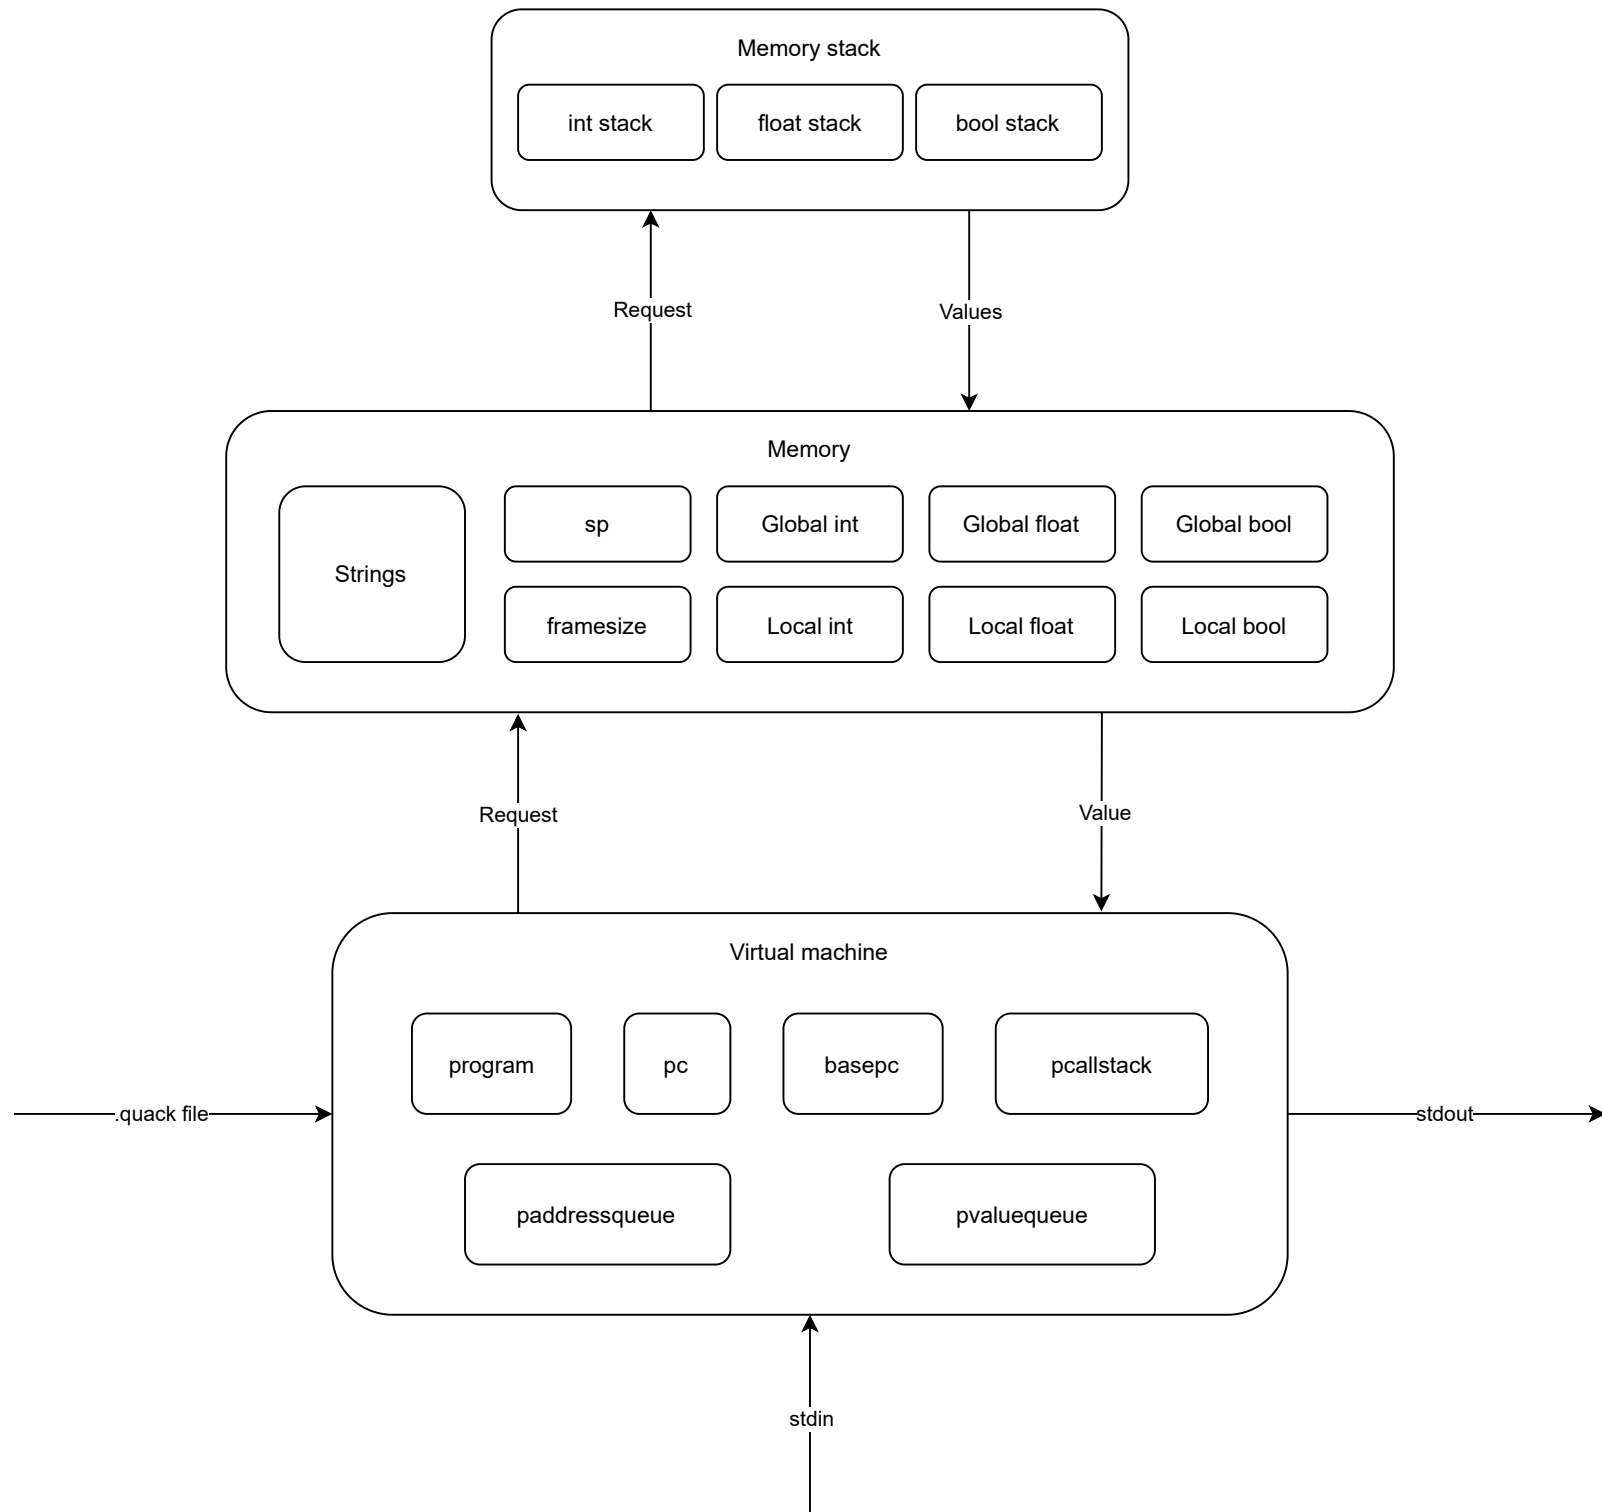 Memory stack
int stack
float stack
bool stack
Request
Values
Memory
Strings
sp
Global int
Global float
Global bool
framesize
Local int
Local float
Local bool
Request
Value
Virtual machine
program
pc
basepc
pcallstack
.quack file
stdout
paddressqueue
pvaluequeue
stdin